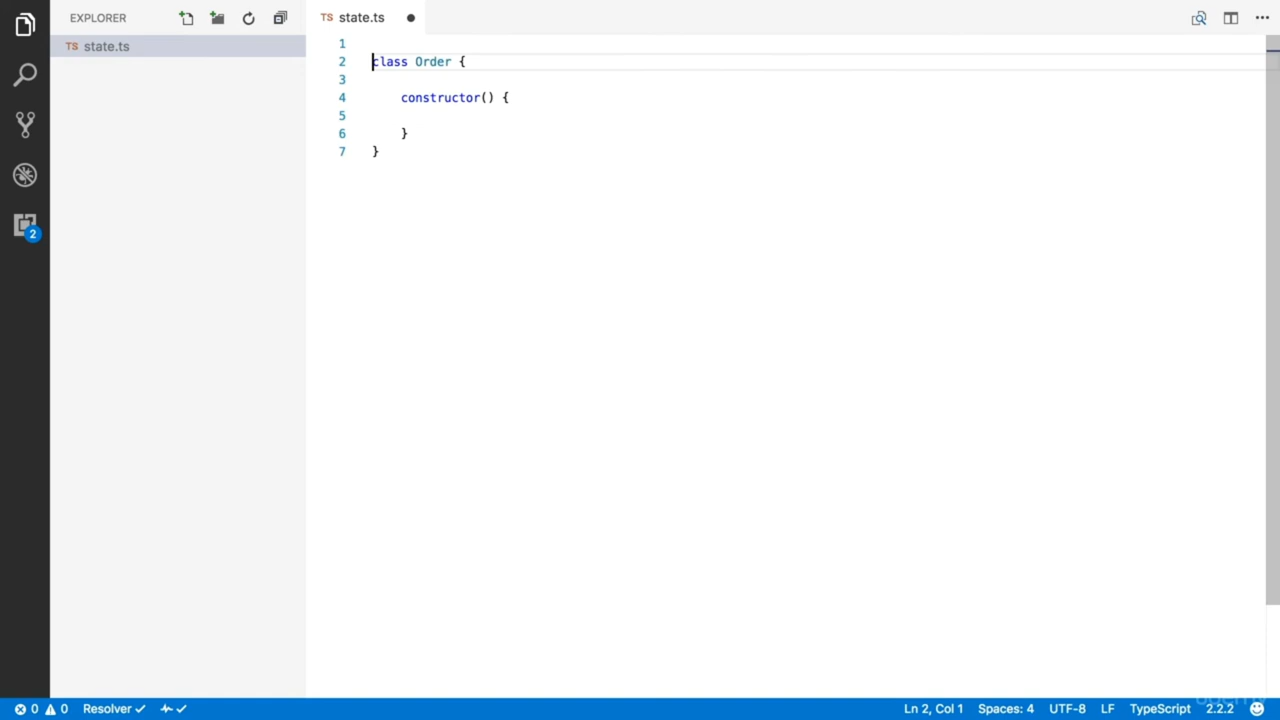 EXPLORER
TS state.ts
TS state.ts
1
2 class Order {
3
4 constructor() {
5
6 }
7 }
2
0 0 Resolver Ln 2, Col 1 Spaces: 4 UTF-8 LF TypeScript 2.2.2